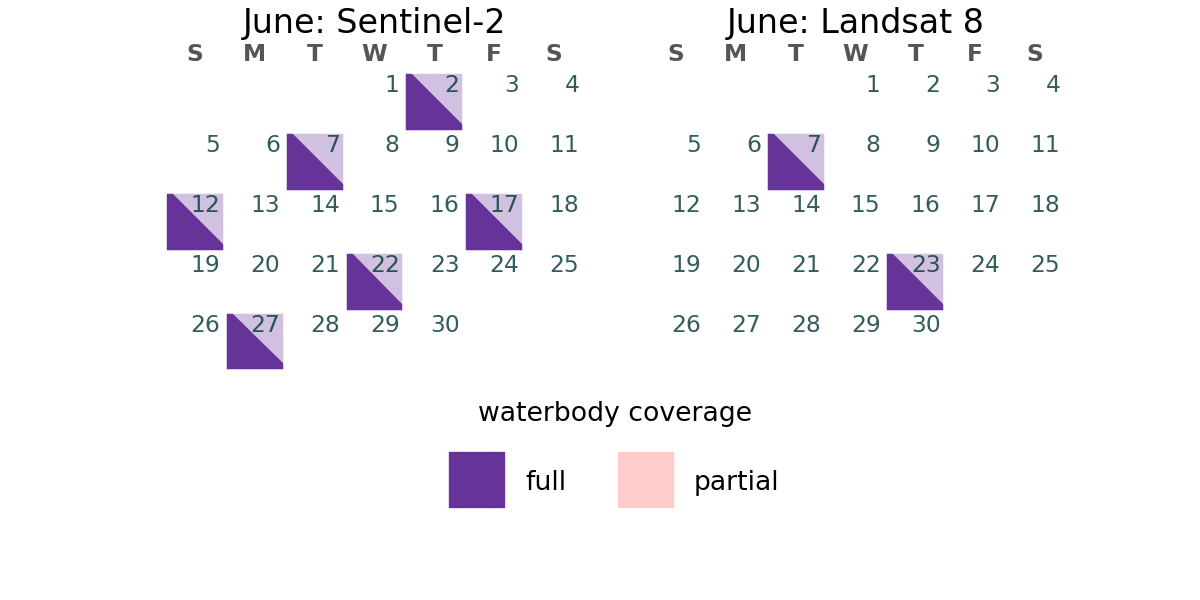 June: Sentinel-2
S M T W T F S
1 2 3 4
5 6 7 8 9 10 11
12 13 14 15 16 17 18
19 20 21 22 23 24 25
26 27 28 29 30
June: Landsat 8
S M T W T F S
1 2 3 4
5 6 7 8 9 10 11
12 13 14 15 16 17 18
19 20 21 22 23 24 25
26 27 28 29 30
waterbody coverage
full partial